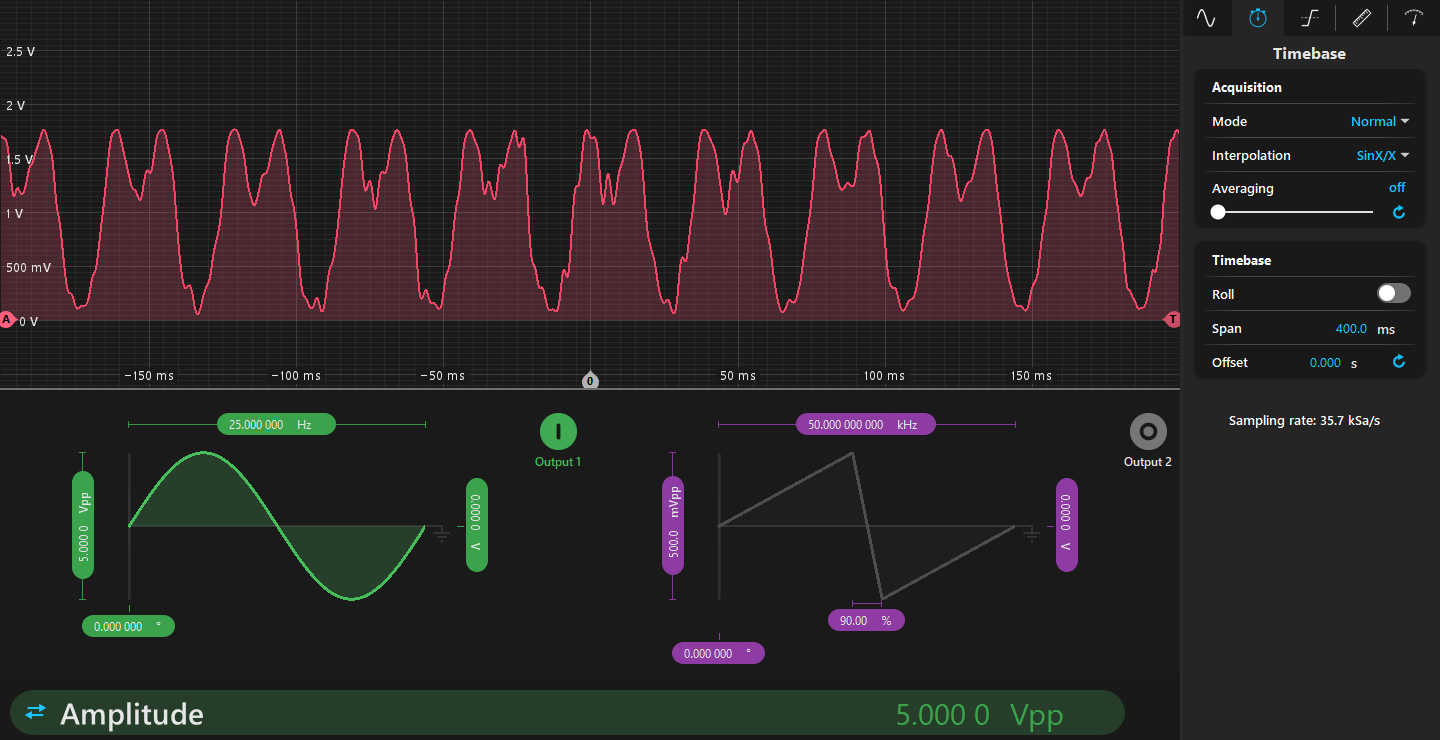 2.5 V
2 V
1.5 V
1 V
500 mV
0 V
A
T
−150 ms
−100 ms
−50 ms
0
50 ms
100 ms
150 ms
Timebase
Acquisition
Mode Normal
Interpolation SinX/X
Averaging off
Timebase
Roll
Span 400.0 ms
Offset 0.000 s
Sampling rate: 35.7 kSa/s
25.000 000 Hz
Output 1
5.000 0 Vpp
0.000 0 V
0.000 000 °
50.000 000 000 kHz
Output 2
500.0 mVpp
0.000 0 V
90.00 %
0.000 000 °
Amplitude 5.000 0 Vpp